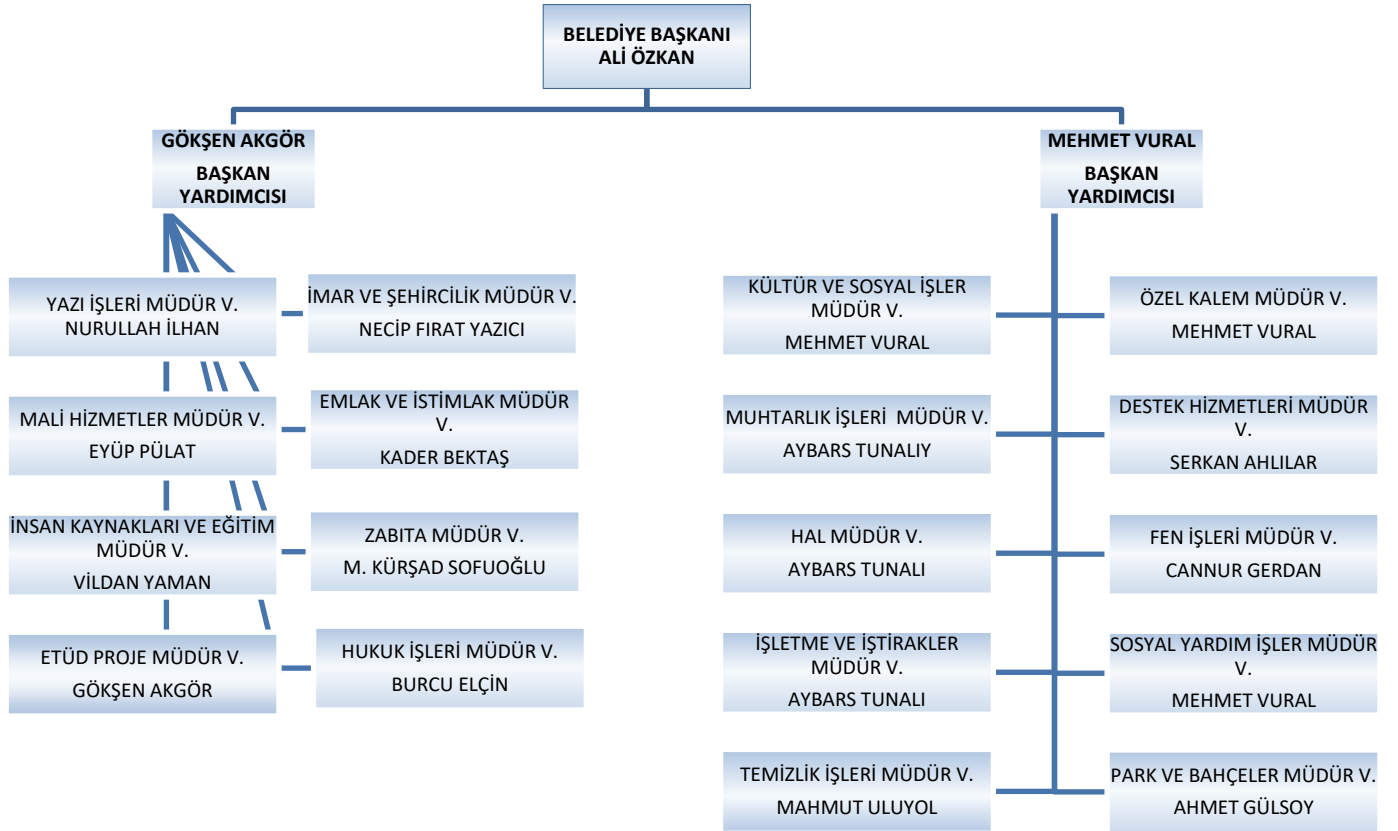 BELEDİYE BAŞKANI
ALİ ÖZKAN
GÖKŞEN AKGÖR
BAŞKAN
YARDIMCISI
MEHMET VURAL
BAŞKAN
YARDIMCISI
YAZI İŞLERİ MÜDÜR V.
NURULLAH İLHAN
İMAR VE ŞEHİRCİLİK MÜDÜR V.
NECİP FIRAT YAZICI
MALİ HİZMETLER MÜDÜR V.
EYÜP PÜLAT
EMLAK VE İSTİMLAK MÜDÜR
V.
KADER BEKTAŞ
İNSAN KAYNAKLARI VE EĞİTİM
MÜDÜR V.
VİLDAN YAMAN
ZABITA MÜDÜR V.
M. KÜRŞAD SOFUOĞLU
ETÜD PROJE MÜDÜR V.
GÖKŞEN AKGÖR
HUKUK İŞLERİ MÜDÜR V.
BURCU ELÇİN
KÜLTÜR VE SOSYAL İŞLER
MÜDÜR V.
MEHMET VURAL
ÖZEL KALEM MÜDÜR V.
MEHMET VURAL
MUHTARLIK İŞLERİ MÜDÜR V.
AYBARS TUNALIY
DESTEK HİZMETLERİ MÜDÜR
V.
SERKAN AHLILAR
HAL MÜDÜR V.
AYBARS TUNALI
FEN İŞLERİ MÜDÜR V.
CANNUR GERDAN
İŞLETME VE İŞTİRAKLER
MÜDÜR V.
AYBARS TUNALI
SOSYAL YARDIM İŞLER MÜDÜR
V.
MEHMET VURAL
TEMİZLİK İŞLERİ MÜDÜR V.
MAHMUT ULUYOL
PARK VE BAHÇELER MÜDÜR V.
AHMET GÜLSOY